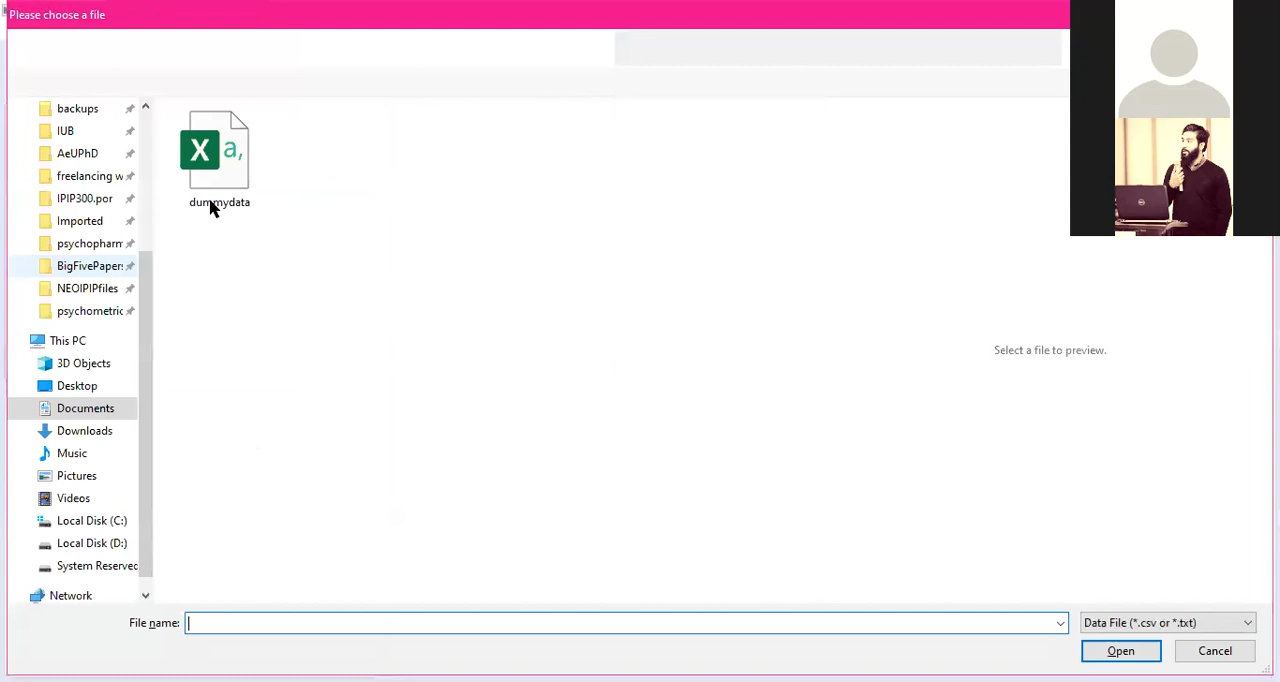 Please choose a file
backups
IUB
AeUPhD
freelancing w
IPIP300.por
Imported
psychopharm
BigFivePaper:
NEOIPIPfiles
psychometric
This PC
3D Objects
Desktop
Documents
Downloads
Music
Pictures
Videos
Local Disk (C:)
Local Disk (D:)
System Reserved
Network
X a,
dummydata
Select a file to preview.
File name:
Data File (*.csv or *.txt)
Open
Cancel